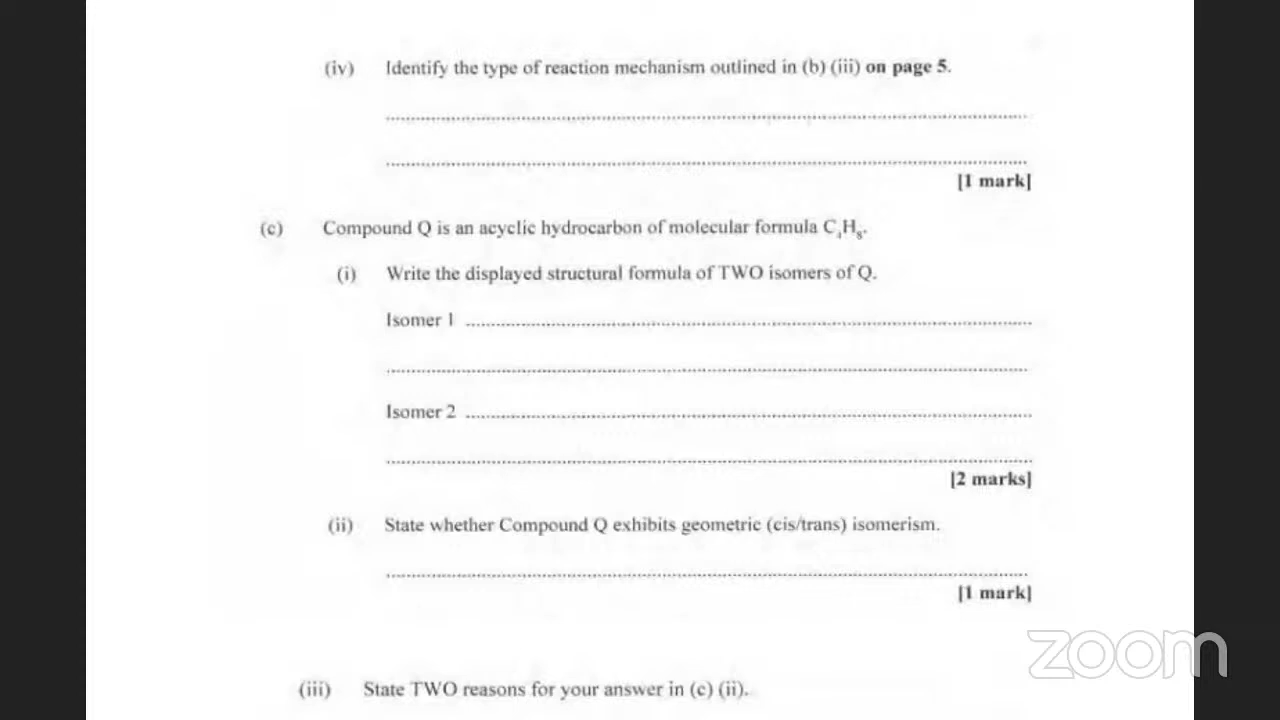 (iv) Identify the type of reaction mechanism outlined in (b) (iii) on page 5.
[1 mark]
(c) Compound Q is an acyclic hydrocarbon of molecular formula C₄H₈.
(i) Write the displayed structural formula of TWO isomers of Q.
Isomer 1
Isomer 2
[2 marks]
(ii) State whether Compound Q exhibits geometric (cis/trans) isomerism.
[1 mark]
zoom
(iii) State TWO reasons for your answer in (c) (ii).